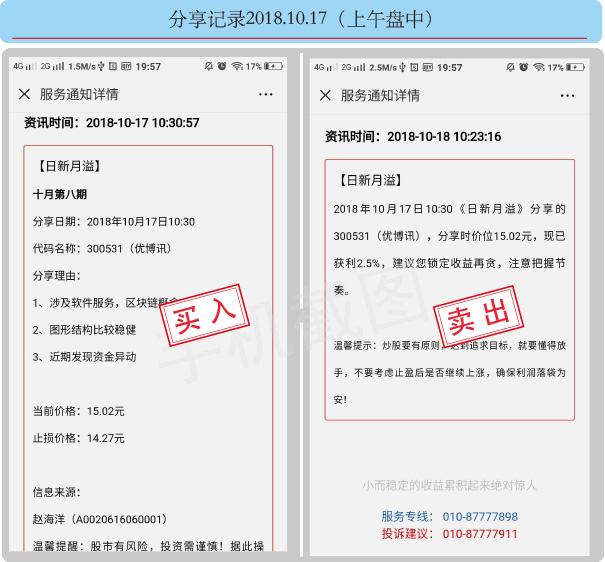 分享记录2018.10.17（上午盘中）
4G 2G 1.5M/s 19:57 17%
服务通知详情
资讯时间：2018-10-17 10:30:57
【日新月溢】
十月第八期
分享日期：2018年10月17日10:30
代码名称：300531（优博讯）
分享理由：
1、涉及软件服务，区块链概念
2、图形结构比较稳健
3、近期发现资金异动
买入
当前价格：15.02元
止损价格：14.27元
信息来源：
赵海洋（A0020616060001）
温馨提醒：股市有风险，投资需谨慎！据此操
4G 2G 2.5M/s 19:57 17%
服务通知详情
资讯时间：2018-10-18 10:23:16
【日新月溢】
2018年10月17日10:30《日新月溢》分享的
300531（优博讯），分享时价位15.02元，现已
获利2.5%，建议您锁定收益再贪，注意把握节
奏。
卖出
温馨提示：炒股要有原则，达到追求目标，就要懂得放
手，不要考虑止盈后是否继续上涨，确保利润落袋为
安！
小而稳定的收益累积起来绝对惊人
服务专线： 010-87777898
投诉建议： 010-87777911
手机截图